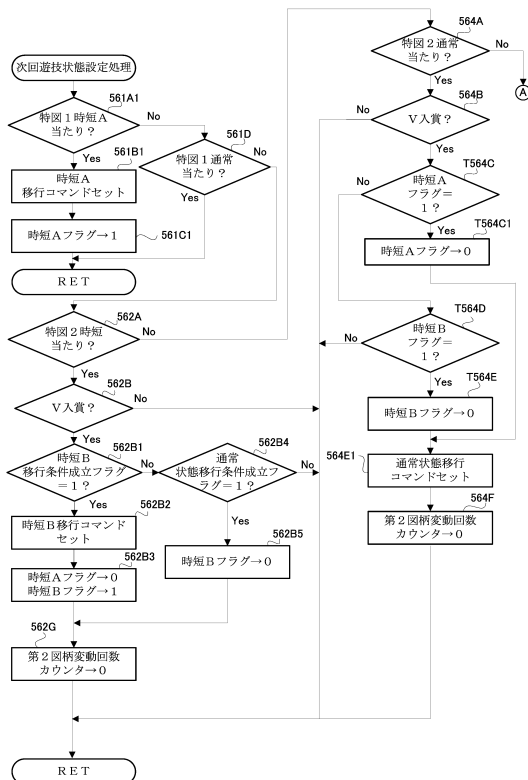 次回遊技状態設定処理
561A1
特図１時短Ａ
当たり？
No
Yes
561B1
時短Ａ
移行コマンドセット
時短Ａフラグ→１
561C1
561D
特図１通常
当たり？
No
Yes
ＲＥＴ
562A
特図２時短
当たり？
No
Yes
562B
Ｖ入賞？
No
Yes
562B1
時短Ｂ
移行条件成立フラグ
＝１？
No
Yes
562B4
通常
状態移行条件成立フ
ラグ＝１？
No
Yes
562B2
時短Ｂ移行コマンド
セット
562B3
時短Ａフラグ→０
時短Ｂフラグ→１
562B5
時短Ｂフラグ→０
562G
第２図柄変動回数
カウンタ→０
ＲＥＴ
564A
特図２通常
当たり？
No
Yes
Ａ
564B
Ｖ入賞？
No
Yes
T564C
時短Ａ
フラグ＝
１？
No
Yes
T564C1
時短Ａフラグ→０
T564D
時短Ｂ
フラグ＝
１？
No
Yes
T564E
時短Ｂフラグ→０
564E1
通常状態移行
コマンドセット
564F
第２図柄変動回数
カウンタ→０